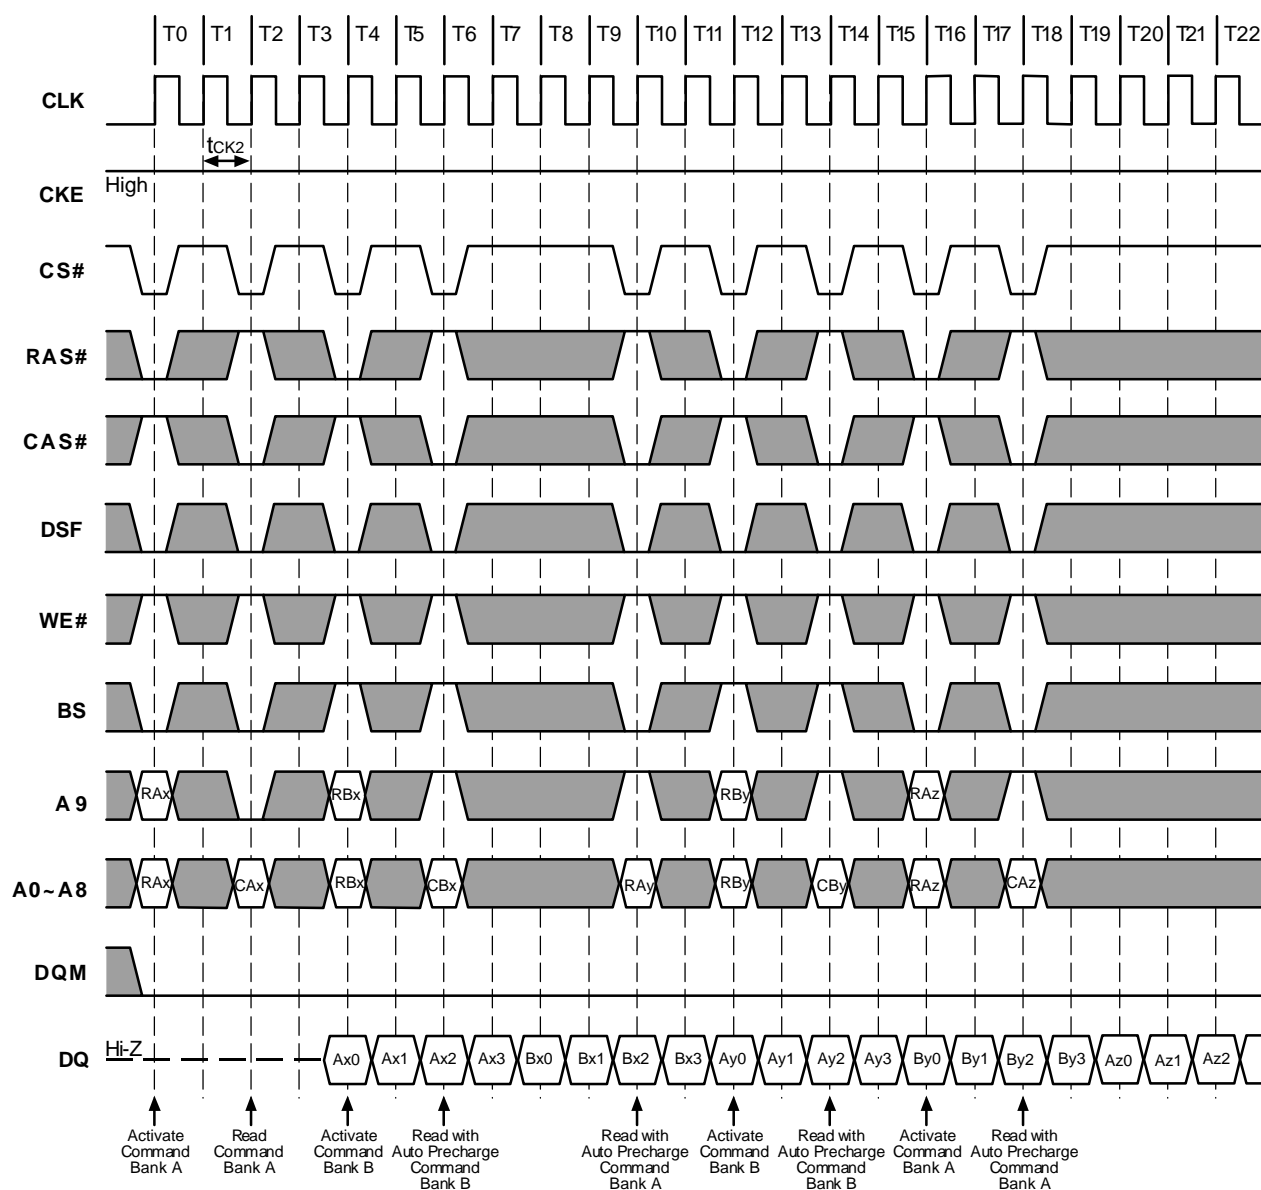 T0 T1 T2 T3 T4 T5 T6 T7 T8 T9 T10 T11 T12 T13 T14 T15 T16 T17 T18 T19 T20 T21 T22
CLK
tCK2
High
CKE
CS#
RAS#
CAS#
DSF
WE#
BS
A9 RAx RBx RBy RAz
A0~A8 RAx CAx RBx CBx RAy RBy CBy RAz CAz
DQM
Hi-Z
DQ Ax0 Ax1 Ax2 Ax3 Bx0 Bx1 Bx2 Bx3 Ay0 Ay1 Ay2 Ay3 By0 By1 By2 By3 Az0 Az1 Az2
Activate
Command
Bank A
Read
Command
Bank A
Activate
Command
Bank B
Read with
Auto Precharge
Command
Bank B
Read with
Auto Precharge
Command
Bank A
Activate
Command
Bank B
Read with
Auto Precharge
Command
Bank B
Activate
Command
Bank A
Read with
Auto Precharge
Command
Bank A